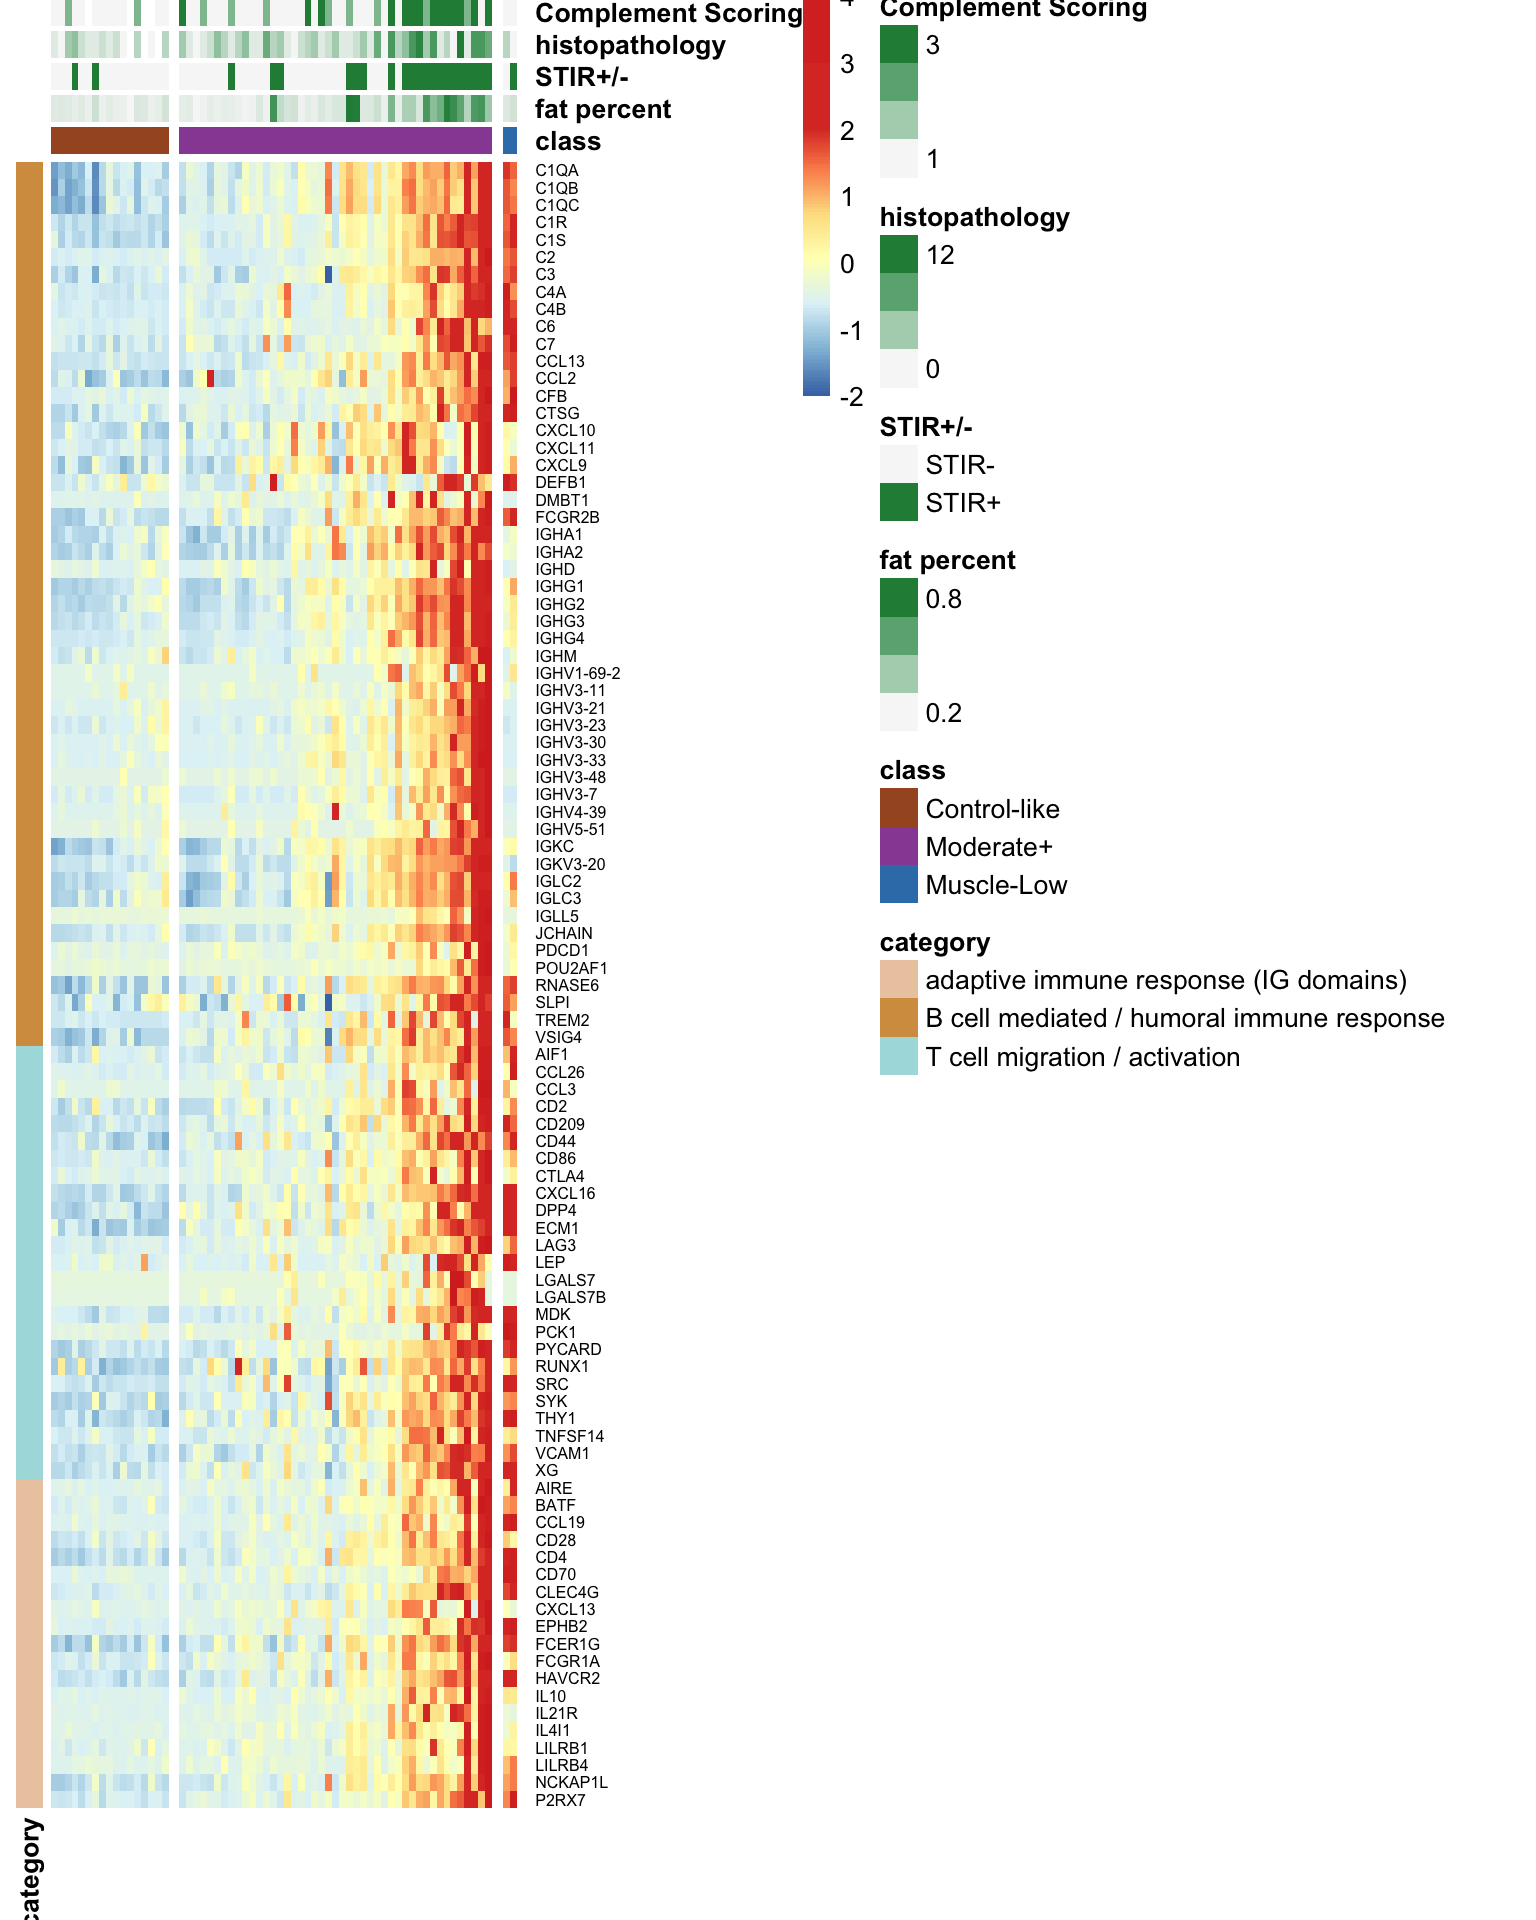 Complement Scoring
histopathology
STIR+/-
fat percent
class
C1QA
C1QB
C1QC
C1R
C1S
C2
C3
C4A
C4B
C6
C7
CCL13
CCL2
CFB
CTSG
CXCL10
CXCL11
CXCL9
DEFB1
DMBT1
FCGR2B
IGHA1
IGHA2
IGHD
IGHG1
IGHG2
IGHG3
IGHG4
IGHM
IGHV1-69-2
IGHV3-11
IGHV3-21
IGHV3-23
IGHV3-30
IGHV3-33
IGHV3-48
IGHV3-7
IGHV4-39
IGHV5-51
IGKC
IGKV3-20
IGLC2
IGLC3
IGLL5
JCHAIN
PDCD1
POU2AF1
RNASE6
SLPI
TREM2
VSIG4
AIF1
CCL26
CCL3
CD2
CD209
CD44
CD86
CTLA4
CXCL16
DPP4
ECM1
LAG3
LEP
LGALS7
LGALS7B
MDK
PCK1
PYCARD
RUNX1
SRC
SYK
THY1
TNFSF14
VCAM1
XG
AIRE
BATF
CCL19
CD28
CD4
CD70
CLEC4G
CXCL13
EPHB2
FCER1G
FCGR1A
HAVCR2
IL10
IL21R
IL4I1
LILRB1
LILRB4
NCKAP1L
P2RX7
category
4
3
2
1
0
-1
-2
Complement Scoring
3
1
histopathology
12
0
STIR+/-
STIR-
STIR+
fat percent
0.8
0.2
class
Control-like
Moderate+
Muscle-Low
category
adaptive immune response (IG domains)
B cell mediated / humoral immune response
T cell migration / activation